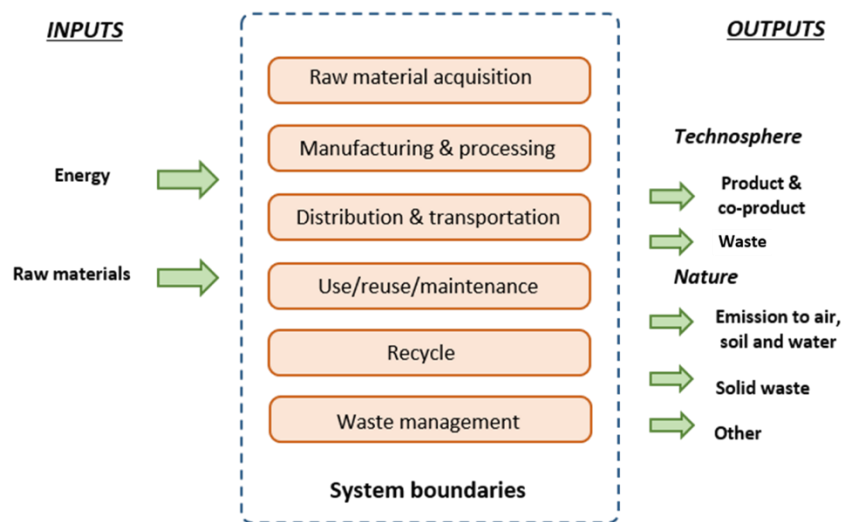 INPUTS
Energy
Raw materials
Raw material acquisition
Manufacturing & processing
Distribution & transportation
Use/reuse/maintenance
Recycle
Waste management
System boundaries
OUTPUTS
Technosphere
Product &
co-product
Waste
Nature
Emission to air,
soil and water
Solid waste
Other